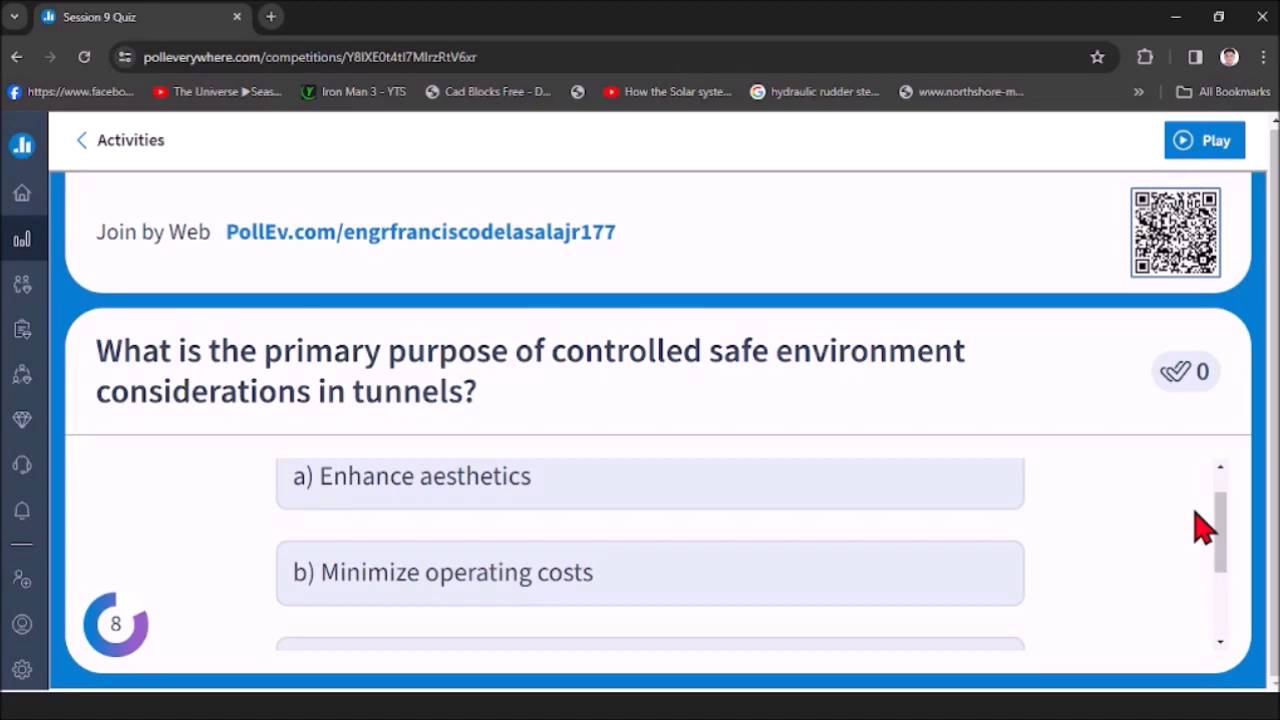 Session 9 Quiz
polleverywhere.com/competitions/Y8IXE0t4tI7MIrzRtV6xr
https://www.facebo...
The Universe ▶Seas...
Iron Man 3 - YTS
Cad Blocks Free - D...
How the Solar syste...
hydraulic rudder ste...
www.northshore-m...
»
All Bookmarks
Activities
Play
Join by Web PollEv.com/engrfranciscodelasalajr177
What is the primary purpose of controlled safe environment
considerations in tunnels?
0
a) Enhance aesthetics
b) Minimize operating costs
8